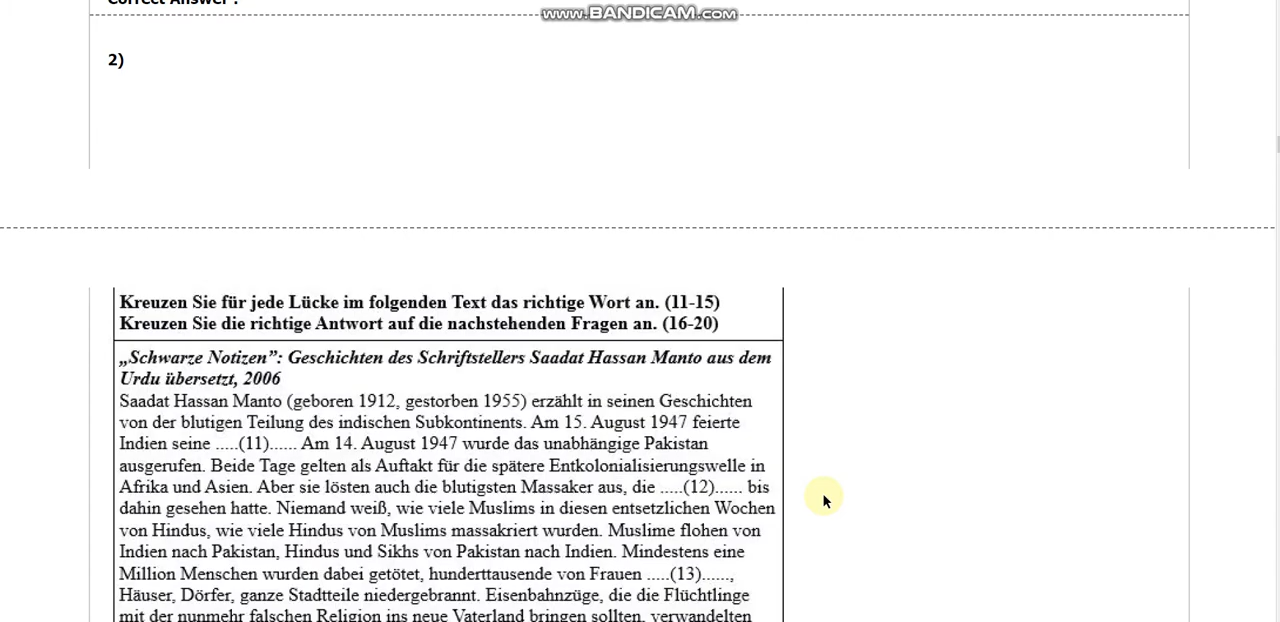 Correct Answer :
www.BANDICAM.com
2)
Kreuzen Sie für jede Lücke im folgenden Text das richtige Wort an. (11-15)
Kreuzen Sie die richtige Antwort auf die nachstehenden Fragen an. (16-20)
„Schwarze Notizen”: Geschichten des Schriftstellers Saadat Hassan Manto aus dem
Urdu übersetzt, 2006
Saadat Hassan Manto (geboren 1912, gestorben 1955) erzählt in seinen Geschichten
von der blutigen Teilung des indischen Subkontinents. Am 15. August 1947 feierte
Indien seine .....(11)...... Am 14. August 1947 wurde das unabhängige Pakistan
ausgerufen. Beide Tage gelten als Auftakt für die spätere Entkolonialisierungswelle in
Afrika und Asien. Aber sie lösten auch die blutigsten Massaker aus, die .....(12)...... bis
dahin gesehen hatte. Niemand weiß, wie viele Muslims in diesen entsetzlichen Wochen
von Hindus, wie viele Hindus von Muslims massakriert wurden. Muslime flohen von
Indien nach Pakistan, Hindus und Sikhs von Pakistan nach Indien. Mindestens eine
Million Menschen wurden dabei getötet, hunderttausende von Frauen .....(13)......,
Häuser, Dörfer, ganze Stadtteile niedergebrannt. Eisenbahnzüge, die die Flüchtlinge
mit der nunmehr falschen Religion ins neue Vaterland bringen sollten, verwandelten